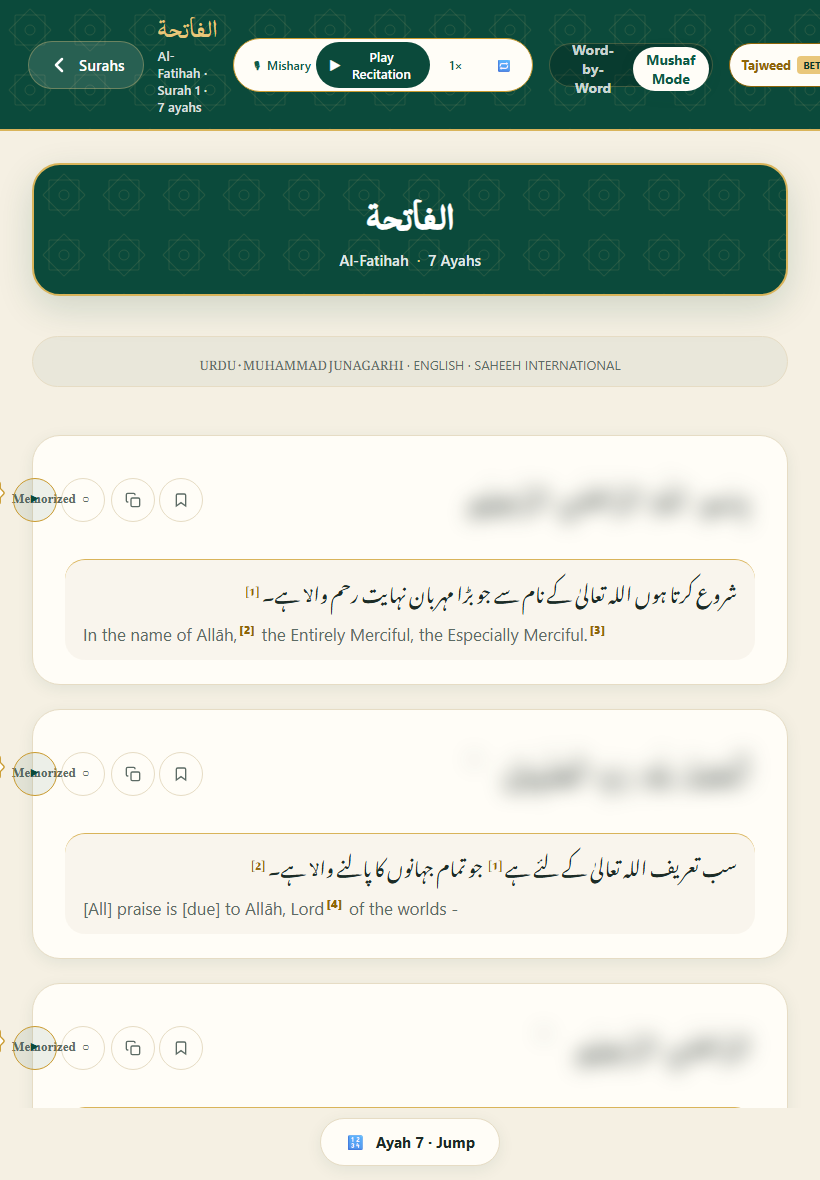 Surahs
الفاتحة
Al-
Fatihah ·
Surah 1 ·
7 ayahs
Mishary
Play
Recitation
1×
Word-
by-
Word
Mushaf
Mode
Tajweed
الفاتحة
Al-Fatihah · 7 Ayahs
URDU · MUHAMMAD JUNAGARHI · ENGLISH · SAHEEH INTERNATIONAL
Memorized
شروع کرتا ہوں اللہ تعالیٰ کے نام سے جو بڑا مہربان نہایت رحم والا ہے۔ [1]
In the name of Allāh,[2] the Entirely Merciful, the Especially Merciful.[3]
Memorized
سب تعریف اللہ تعالیٰ کے لئے ہے [1] جو تمام جہانوں کا پالنے والا ہے۔ [2]
[All] praise is [due] to Allāh, Lord[4] of the worlds -
Memorized
Ayah 7 · Jump